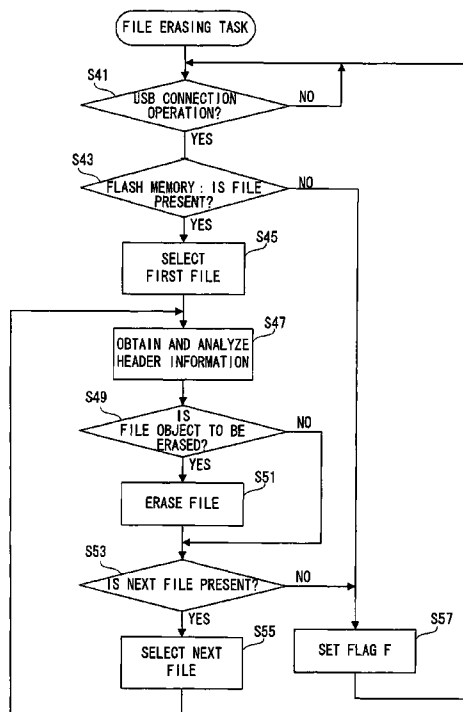 FILE ERASING TASK
S41
USB CONNECTION
OPERATION?
NO
YES
S43
FLASH MEMORY : IS FILE
PRESENT?
NO
YES
S45
SELECT
FIRST FILE
S47
OBTAIN AND ANALYZE
HEADER INFORMATION
S49
IS
FILE OBJECT TO BE
ERASED?
NO
YES
S51
ERASE FILE
S53
IS NEXT FILE PRESENT?
NO
YES
S55
SELECT NEXT
FILE
S57
SET FLAG F